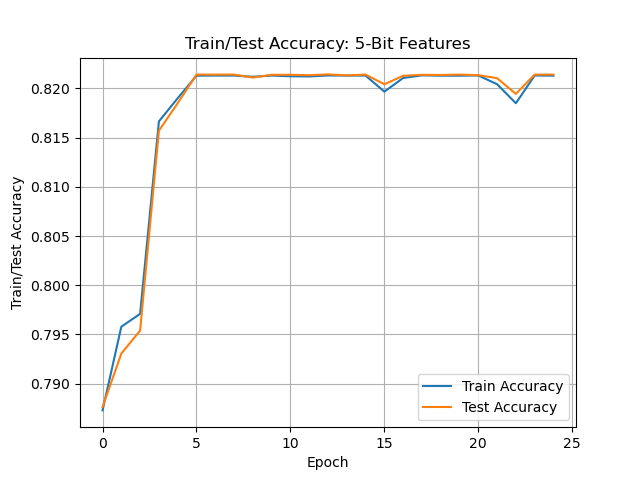 Train/Test Accuracy: 5-Bit Features
Train/Test Accuracy
0.820
0.815
0.810
0.805
0.800
0.795
0.790
Train Accuracy
Test Accuracy
0 5 10 15 20 25
Epoch